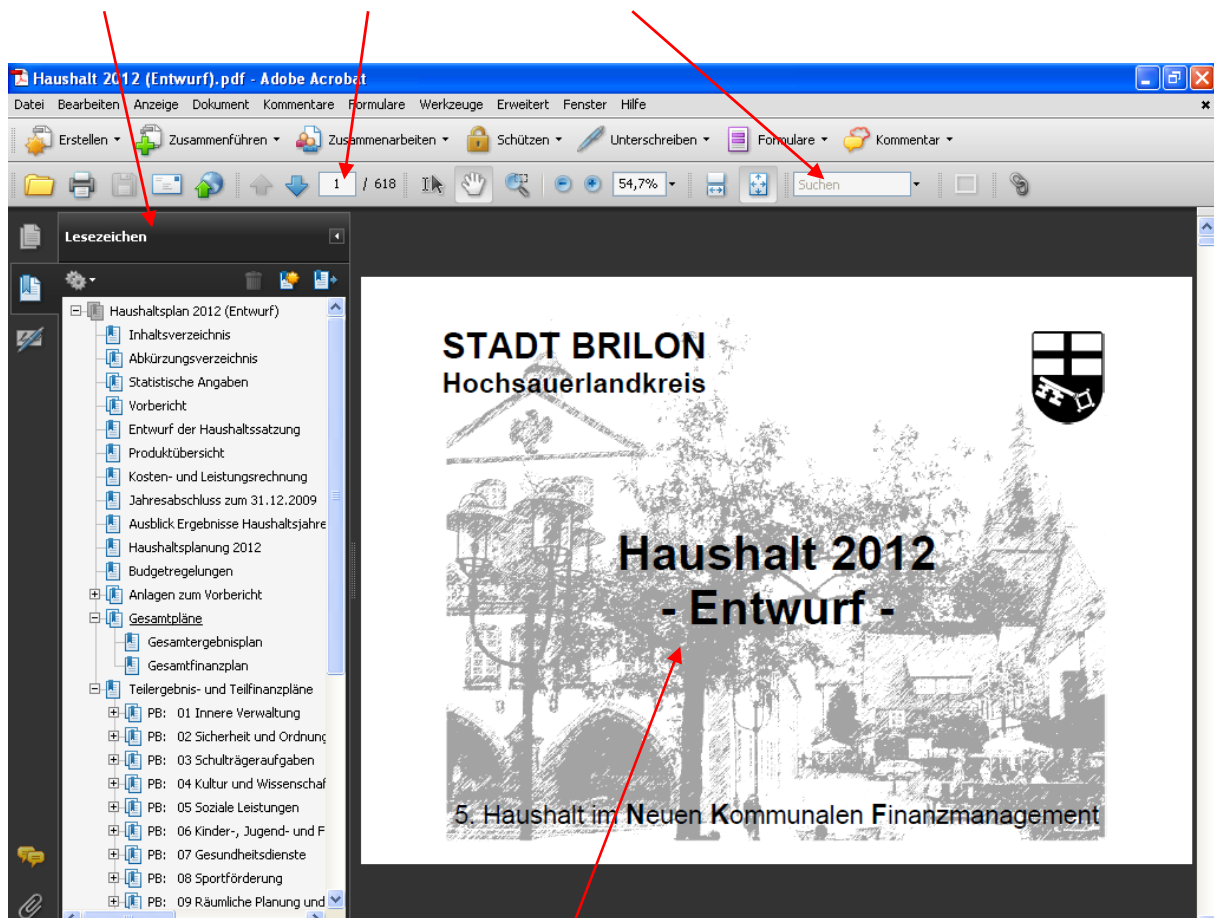 Haushalt 2012 (Entwurf).pdf - Adobe Acrobat
Datei Bearbeiten Anzeige Dokument Kommentare Formulare Werkzeuge Erweitert Fenster Hilfe
Erstellen Zusammenführen Zusammenarbeiten Schützen Unterschreiben Formulare Kommentar
1 / 618 54,7% Suchen
Lesezeichen
Haushaltsplan 2012 (Entwurf)
Inhaltsverzeichnis
Abkürzungsverzeichnis
Statistische Angaben
Vorbericht
Entwurf der Haushaltssatzung
Produktübersicht
Kosten- und Leistungsrechnung
Jahresabschluss zum 31.12.2009
Ausblick Ergebnisse Haushaltsjahre
Haushaltsplanung 2012
Budgetregelungen
Anlagen zum Vorbericht
Gesamtpläne
Gesamtergebnisplan
Gesamtfinanzplan
Teilergebnis- und Teilfinanzpläne
PB: 01 Innere Verwaltung
PB: 02 Sicherheit und Ordnung
PB: 03 Schulträgeraufgaben
PB: 04 Kultur und Wissenschaf
PB: 05 Soziale Leistungen
PB: 06 Kinder-, Jugend- und F
PB: 07 Gesundheitsdienste
PB: 08 Sportförderung
PB: 09 Räumliche Planung und
STADT BRILON
Hochsauerlandkreis
Haushalt 2012
- Entwurf -
5. Haushalt im Neuen Kommunalen Finanzmanagement